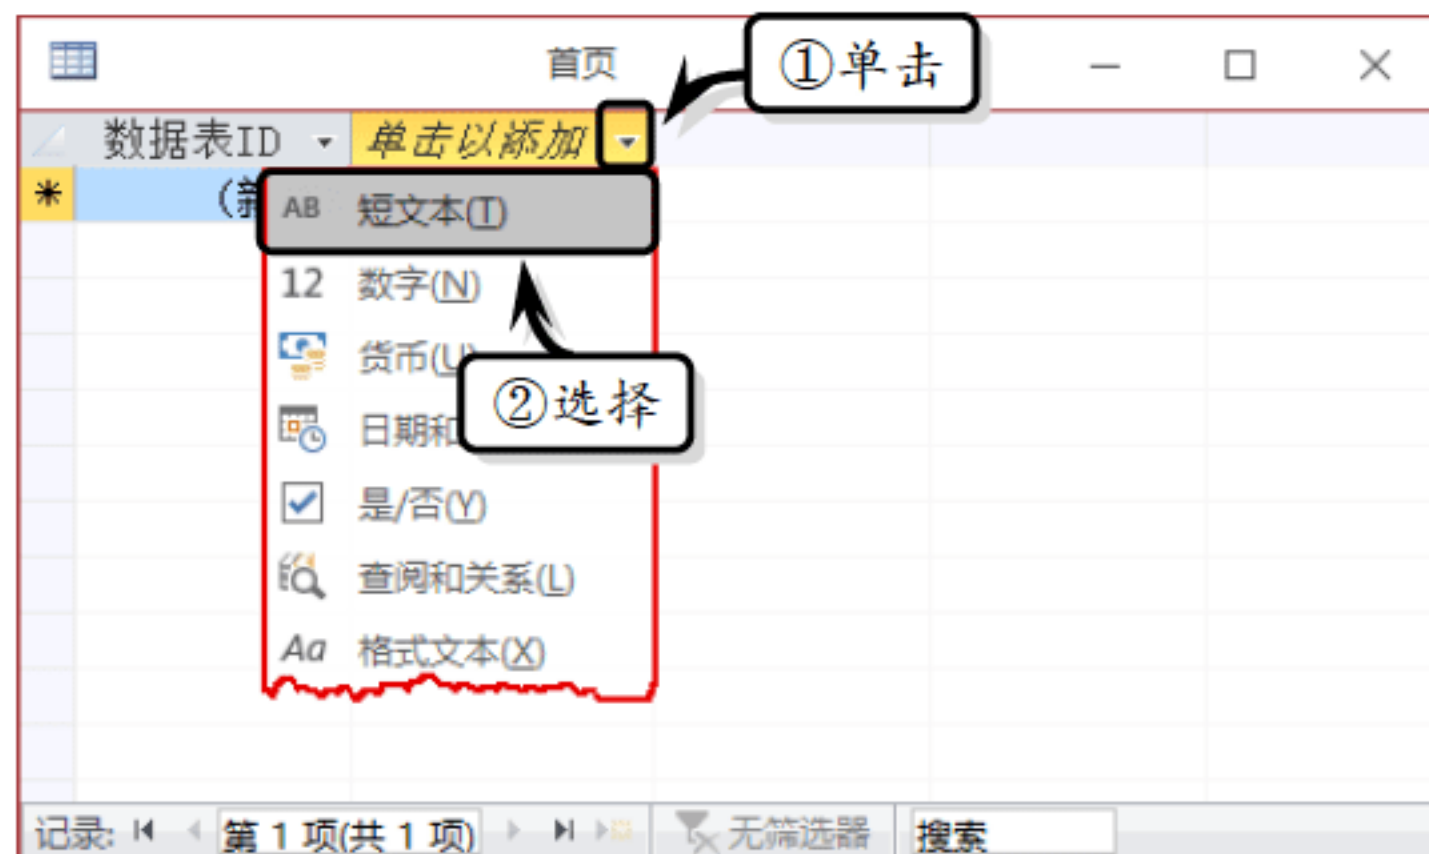 首页
①单击
数据表ID 单击以添加
(新
AB 短文本(T)
12 数字(N)
货币(U)
②选择
日期和
是/否(Y)
查阅和关系(L)
Aa 格式文本(X)
记录: 第 1 项(共 1 项) 无筛选器 搜索